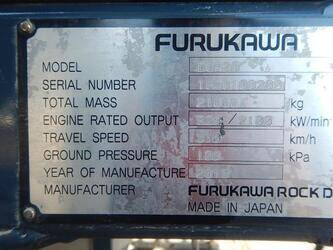 FURUKAWA
MODEL
SERIAL NUMBER
TOTAL MASS kg
ENGINE RATED OUTPUT / 2100 kW/min
TRAVEL SPEED km/h
GROUND PRESSURE kPa
YEAR OF MANUFACTURE
MANUFACTURER FURUKAWA ROCK D
MADE IN JAPAN